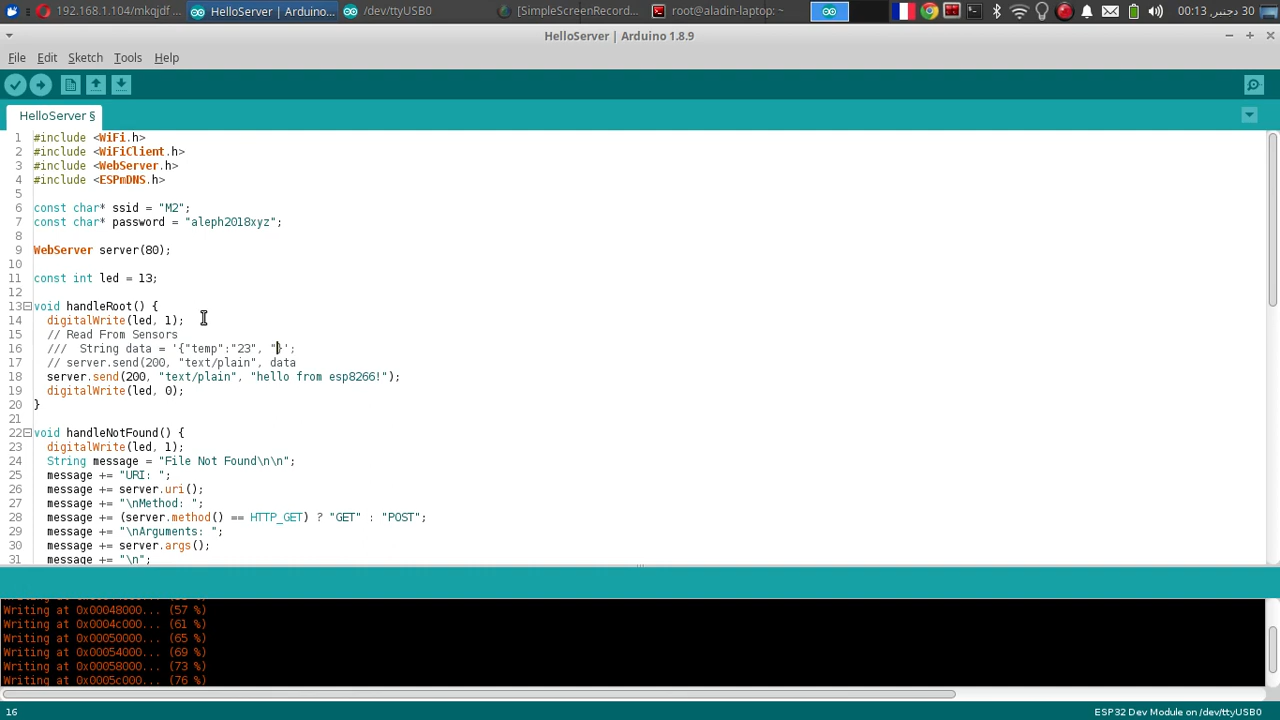 192.168.1.104/mkqjdf ...
HelloServer | Arduino...
/dev/ttyUSB0
[SimpleScreenRecord...
root@aladin-laptop: ~
30 دجنبر, 00:13
HelloServer | Arduino 1.8.9
File Edit Sketch Tools Help
HelloServer §
1 #include <WiFi.h>
2 #include <WiFiClient.h>
3 #include <WebServer.h>
4 #include <ESPmDNS.h>
5
6 const char* ssid = "M2";
7 const char* password = "aleph2018xyz";
8
9 WebServer server(80);
10
11 const int led = 13;
12
13 void handleRoot() {
14 digitalWrite(led, 1);
15 // Read From Sensors
16 /// String data = '{"temp":"23", "}';
17 // server.send(200, "text/plain", data
18 server.send(200, "text/plain", "hello from esp8266!");
19 digitalWrite(led, 0);
20 }
21
22 void handleNotFound() {
23 digitalWrite(led, 1);
24 String message = "File Not Found\n\n";
25 message += "URI: ";
26 message += server.uri();
27 message += "\nMethod: ";
28 message += (server.method() == HTTP_GET) ? "GET" : "POST";
29 message += "\nArguments: ";
30 message += server.args();
31 message += "\n";
Writing at 0x00048000... (57 %)
Writing at 0x0004c000... (61 %)
Writing at 0x00050000... (65 %)
Writing at 0x00054000... (69 %)
Writing at 0x00058000... (73 %)
Writing at 0x0005c000... (76 %)
16
ESP32 Dev Module on /dev/ttyUSB0